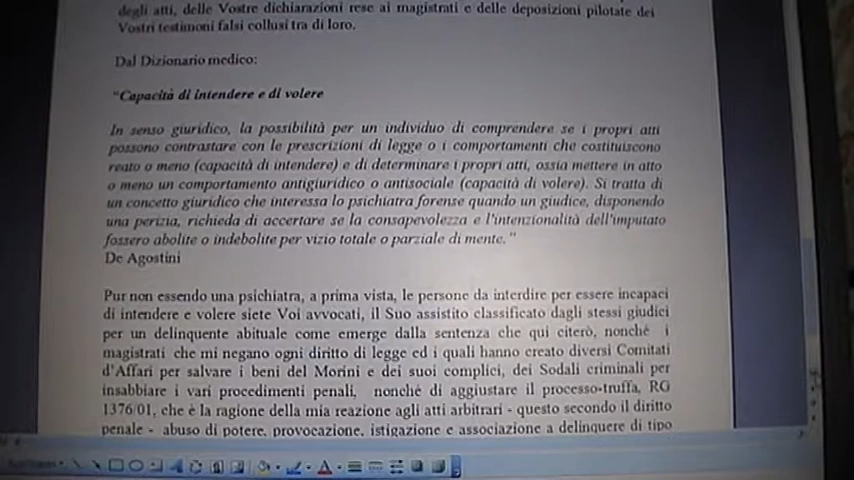 degli atti, delle Vostre dichiarazioni rese ai magistrati e delle deposizioni pilotate dei
Vostri testimoni falsi collusi tra di loro.
Dal Dizionario medico:
"Capacità di intendere e di volere
In senso giuridico, la possibilità per un individuo di comprendere se i propri atti
possono contrastare con le prescrizioni di legge o i comportamenti che costituiscono
reato o meno (capacità di intendere) e di determinare i propri atti, ossia mettere in atto
o meno un comportamento antigiuridico o antisociale (capacità di volere). Si tratta di
un concetto giuridico che interessa lo psichiatra forense quando un giudice, disponendo
una perizia, richieda di accertare se la consapevolezza e l'intenzionalità dell'imputato
fossero abolite o indebolite per vizio totale o parziale di mente."
De Agostini
Pur non essendo una psichiatra, a prima vista, le persone da interdire per essere incapaci
di intendere e volere siete Voi avvocati, il Suo assistito classificato dagli stessi giudici
per un delinquente abituale come emerge dalla sentenza che qui citerò, nonché i
magistrati che mi negano ogni diritto di legge ed i quali hanno creato diversi Comitati
d'Affari per salvare i beni del Morini e dei suoi complici, dei Sodali criminali per
insabbiare i vari procedimenti penali, nonché di aggiustare il processo-truffa, RG
1376/01, che è la ragione della mia reazione agli atti arbitrari - questo secondo il diritto
penale - abuso di potere, provocazione, istigazione e associazione a delinquere di tipo